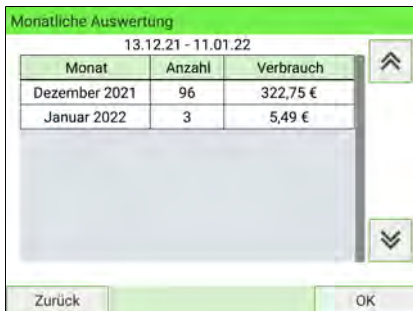 Monatliche Auswertung
13.12.21 - 11.01.22
Monat Anzahl Verbrauch
Dezember 2021 96 322,75 €
Januar 2022 3 5,49 €
Zurück OK